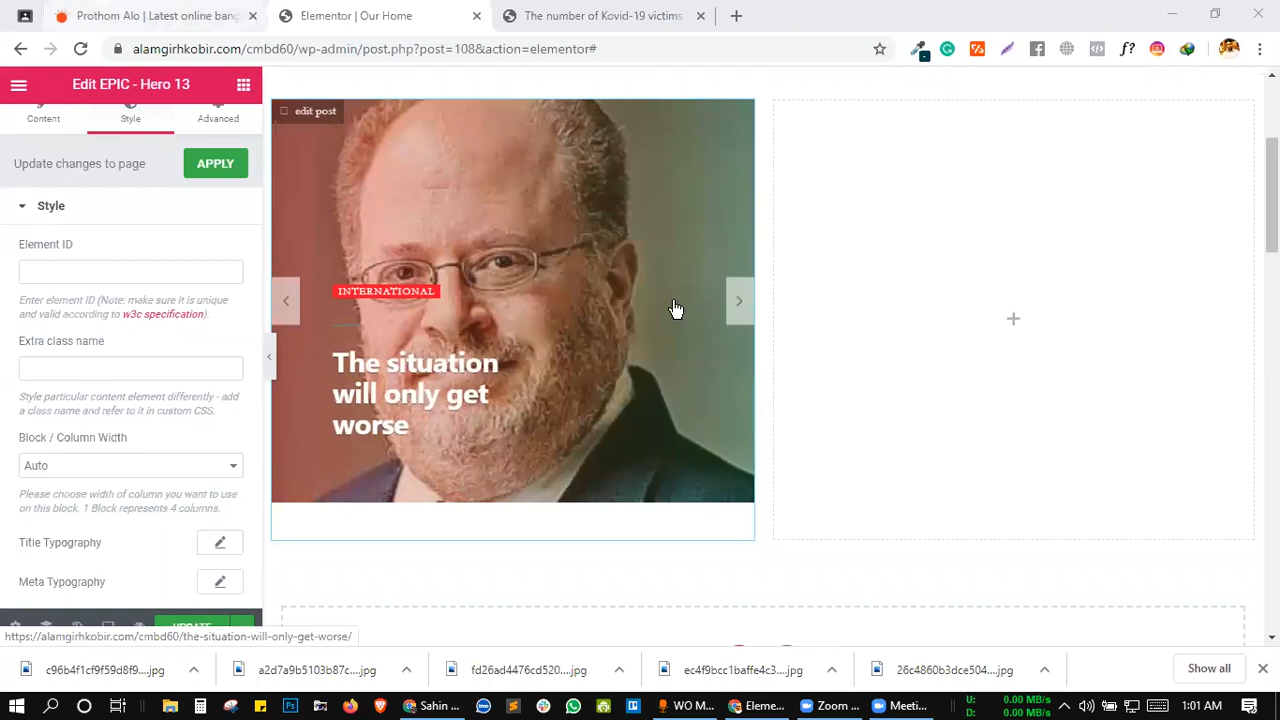 Prothom Alo | Latest online bang
Elementor | Our Home
The number of Kovid-19 victims
alamgirhkobir.com/cmbd60/wp-admin/post.php?post=108&action=elementor#
Edit EPIC - Hero 13
Content
Style
Advanced
Update changes to page
APPLY
Style
Element ID
Enter element ID (Note: make sure it is unique
and valid according to w3c specification).
Extra class name
Style particular content element differently - add
a class name and refer to it in custom CSS.
Block / Column Width
Auto
Please choose width of column you want to use
on this block. 1 Block represents 4 columns.
Title Typography
Meta Typography
UPDATE
edit post
INTERNATIONAL
The situation
will only get
worse
https://alamgirhkobir.com/cmbd60/the-situation-will-only-get-worse/
c96b4f1cf9f59d8f9....jpg
a2d7a9b5103b87c....jpg
fd26ad4476cd520....jpg
ec4f9bcc1baffe4c3....jpg
26c4860b3dce504....jpg
Show all
Sahin ...
WO M...
Eleme...
Zoom ...
Meeti...
U: 0.00 MB/s
D: 0.00 MB/s
1:01 AM